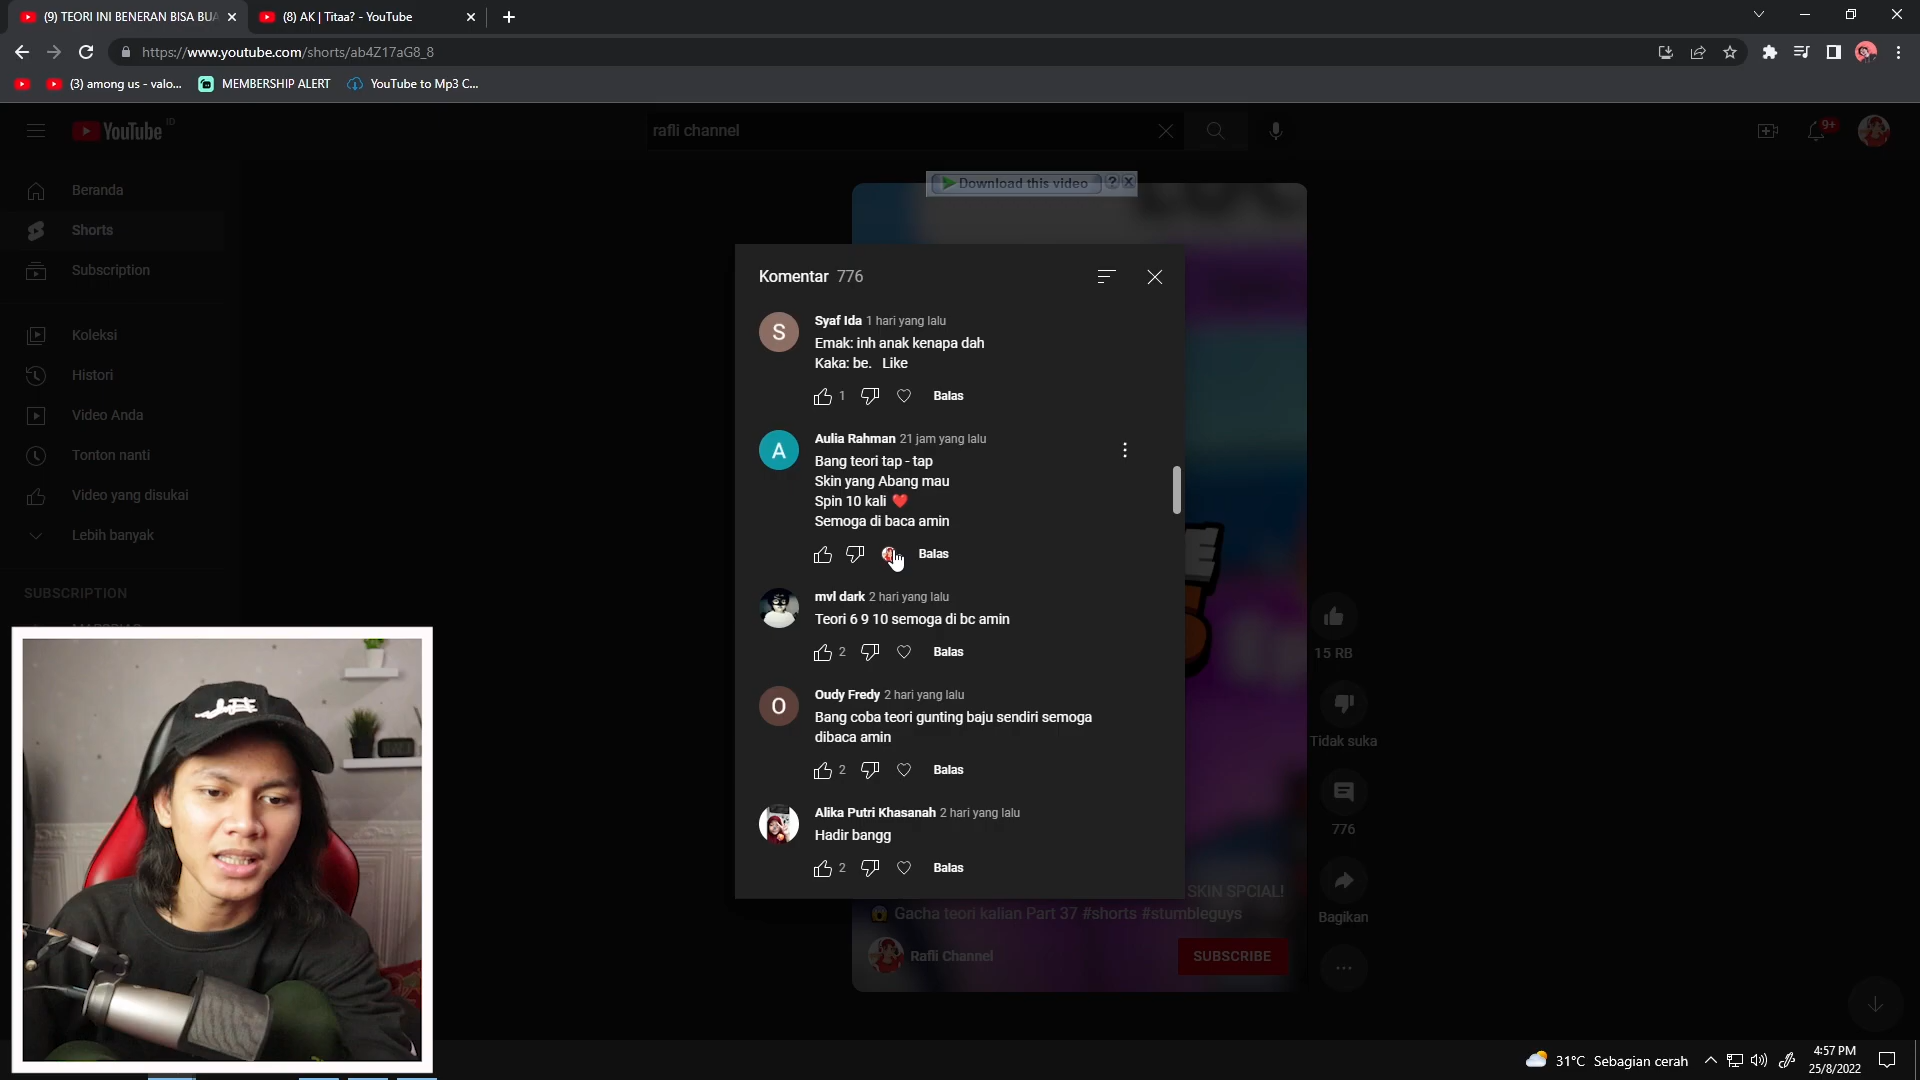 (9) TEORI INI BENERAN BISA BUA
(8) AK | Titaa? - YouTube
https://www.youtube.com/shorts/ab4Z17aG8_8
(3) among us - valo...
MEMBERSHIP ALERT
YouTube to Mp3 C...
YouTube ID
rafli channel
9+
Beranda
Shorts
Subscription
Koleksi
Histori
Video Anda
Tonton nanti
Video yang disukai
Lebih banyak
SUBSCRIPTION
Download this video
Komentar 776
S
Syaf Ida 1 hari yang lalu
Emak: inh anak kenapa dah
Kaka: be. Like
1 Balas
A
Aulia Rahman 21 jam yang lalu
Bang teori tap - tap
Skin yang Abang mau
Spin 10 kali ❤️
Semoga di baca amin
Balas
mvl dark 2 hari yang lalu
Teori 6 9 10 semoga di bc amin
2 Balas
O
Oudy Fredy 2 hari yang lalu
Bang coba teori gunting baju sendiri semoga
dibaca amin
2 Balas
Alika Putri Khasanah 2 hari yang lalu
Hadir bangg
2 Balas
SKIN SPCIAL!
😱 Gacha teori kalian Part 37 #shorts #stumbleguys
Rafli Channel
SUBSCRIBE
15 RB
Tidak suka
776
Bagikan
31°C Sebagian cerah
4:57 PM
25/8/2022